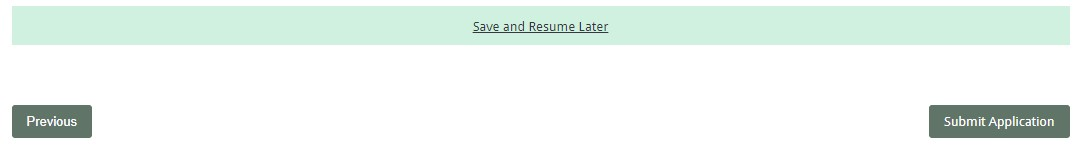 Save and Resume Later
Previous
Submit Application